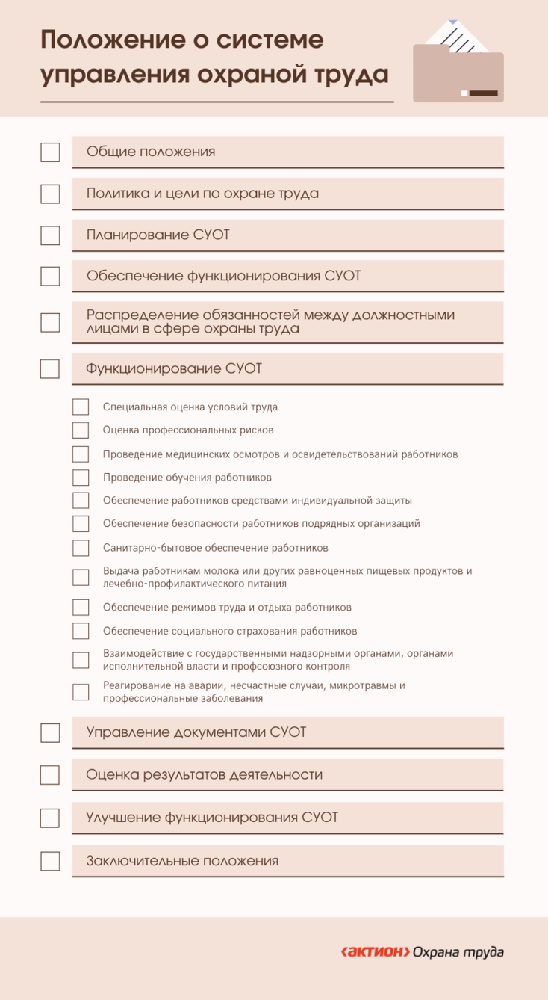 Положение о системе
управления охраной труда
Общие положения
Политика и цели по охране труда
Планирование СУОТ
Обеспечение функционирования СУОТ
Распределение обязанностей между должностными
лицами в сфере охраны труда
Функционирование СУОТ
Специальная оценка условий труда
Оценка профессиональных рисков
Проведение медицинских осмотров и освидетельствований работников
Проведение обучения работников
Обеспечение работников средствами индивидуальной защиты
Обеспечение безопасности работников подрядных организаций
Санитарно-бытовое обеспечение работников
Выдача работникам молока или других равноценных пищевых продуктов и
лечебно-профилактического питания
Обеспечение режимов труда и отдыха работников
Обеспечение социального страхования работников
Взаимодействие с государственными надзорными органами, органами
исполнительной власти и профсоюзного контроля
Реагирование на аварии, несчастные случаи, микротравмы и
профессиональные заболевания
Управление документами СУОТ
Оценка результатов деятельности
Улучшение функционирования СУОТ
Заключительные положения
‹актион› Охрана труда